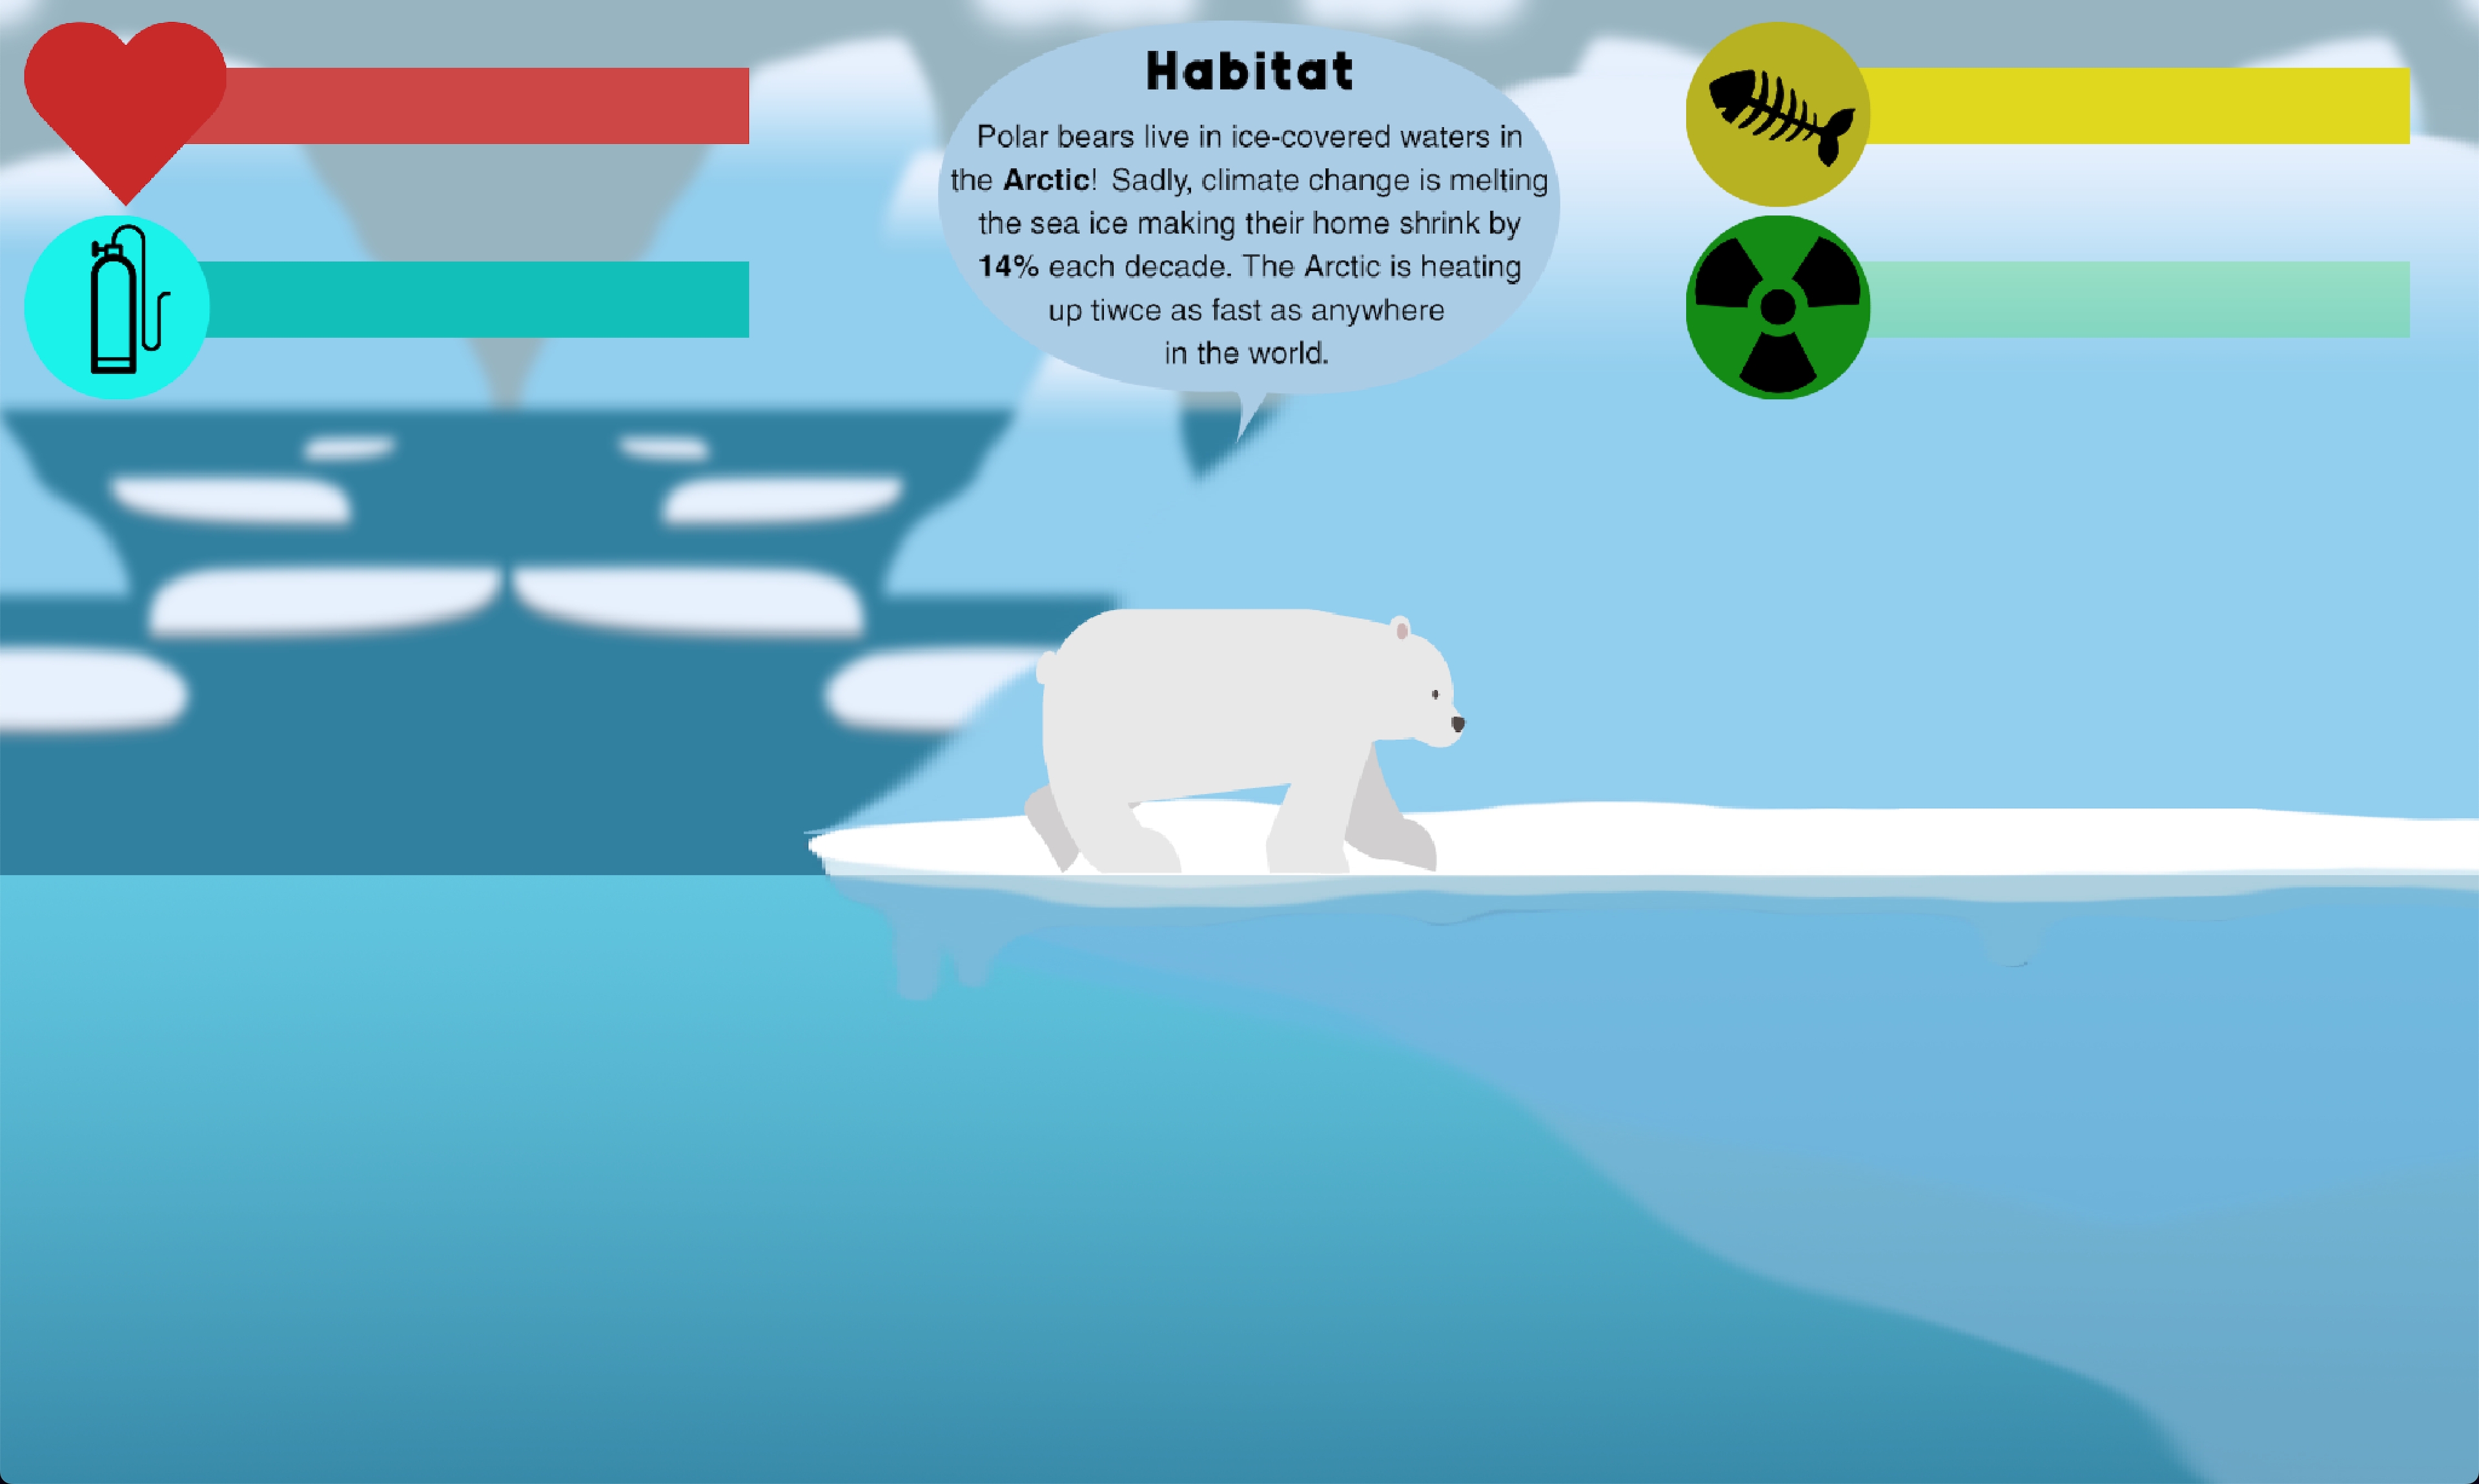 Habitat
Polar bears live in ice-covered waters in
the Arctic! Sadly, climate change is melting
the sea ice making their home shrink by
14% each decade. The Arctic is heating
up tiwce as fast as anywhere
in the world.